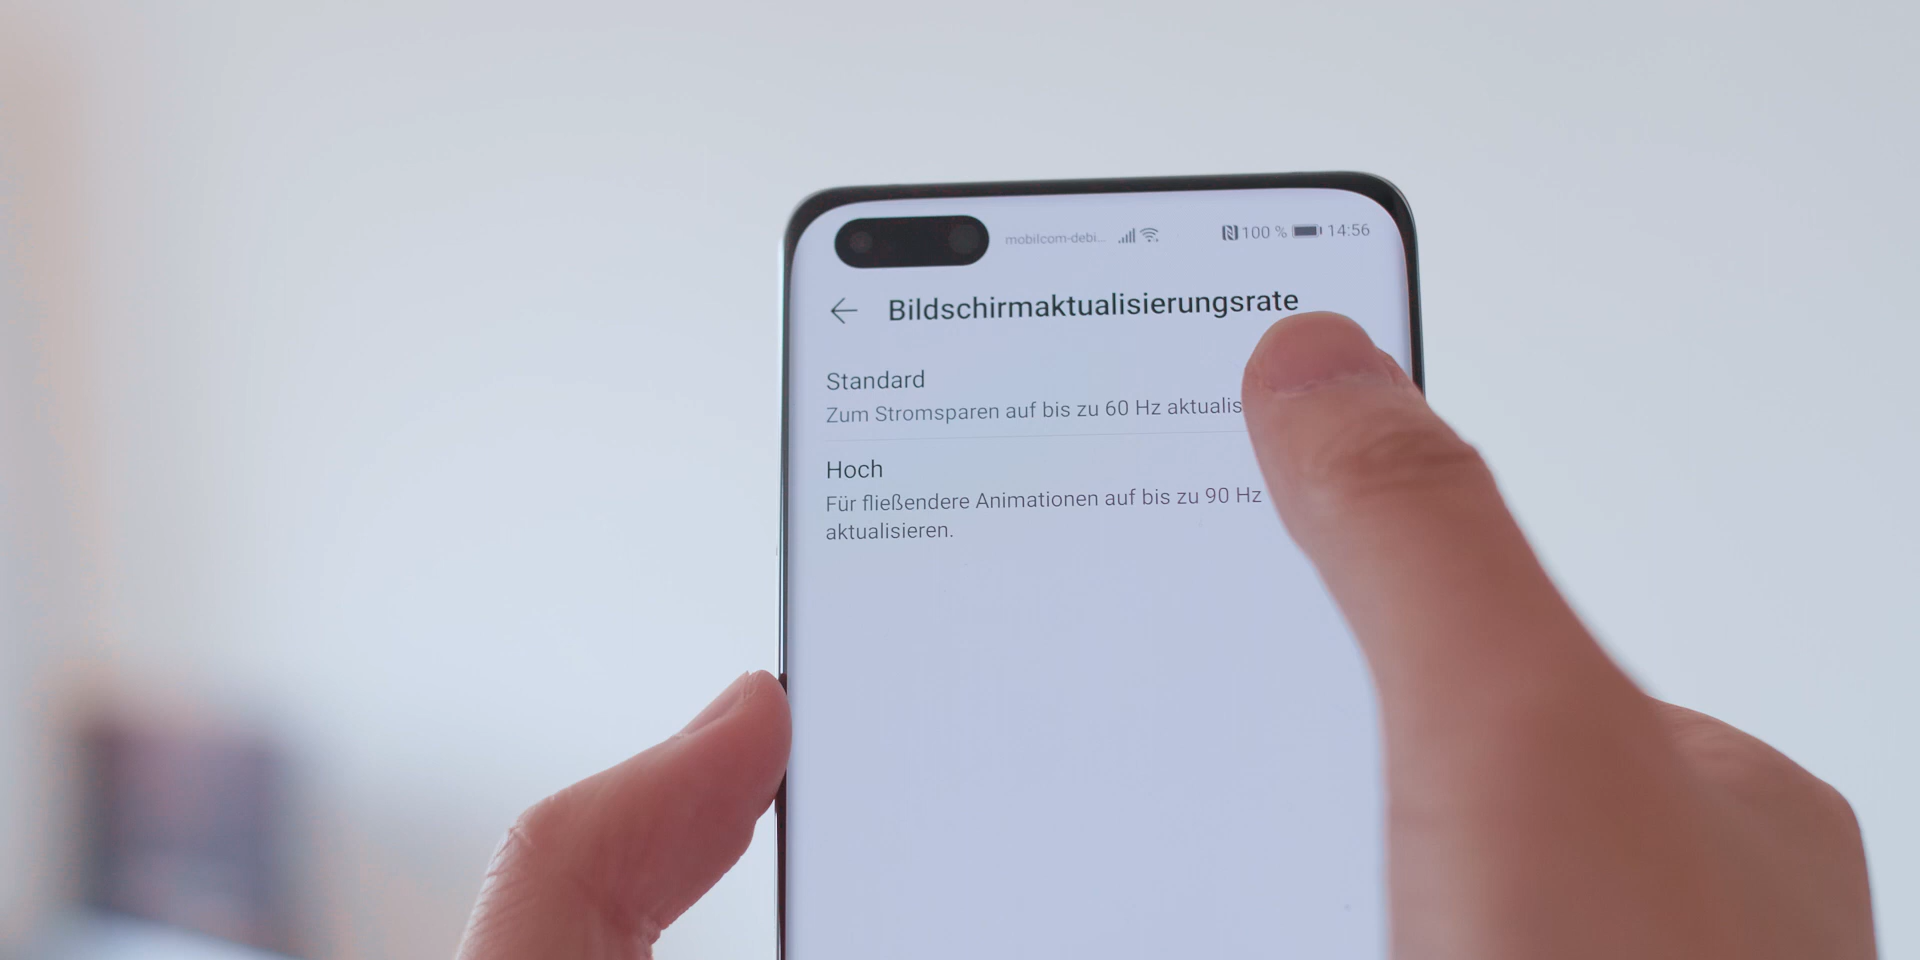 mobilcom-debi... 100 % 14:56
Bildschirmaktualisierungsrate
Standard
Zum Stromsparen auf bis zu 60 Hz aktualis
Hoch
Für fließendere Animationen auf bis zu 90 Hz
aktualisieren.